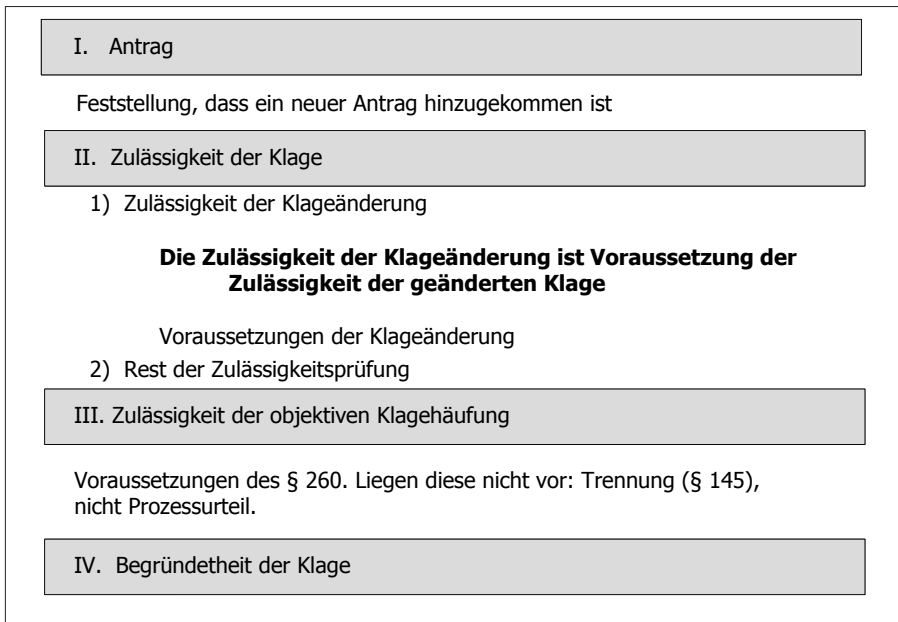 I. Antrag
Feststellung, dass ein neuer Antrag hinzugekommen ist
II. Zulässigkeit der Klage
1) Zulässigkeit der Klageänderung
Die Zulässigkeit der Klageänderung ist Voraussetzung der
Zulässigkeit der geänderten Klage
Voraussetzungen der Klageänderung
2) Rest der Zulässigkeitsprüfung
III. Zulässigkeit der objektiven Klagehäufung
Voraussetzungen des § 260. Liegen diese nicht vor: Trennung (§ 145),
nicht Prozessurteil.
IV. Begründetheit der Klage